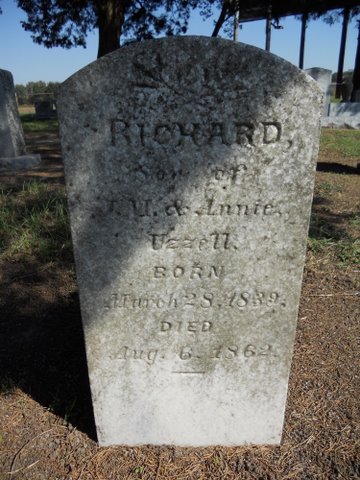 RICHARD,
Son of
J. M. & Annie.
Uzzell.
BORN
March 28, 1839.
DIED
Aug. 6, 1862.